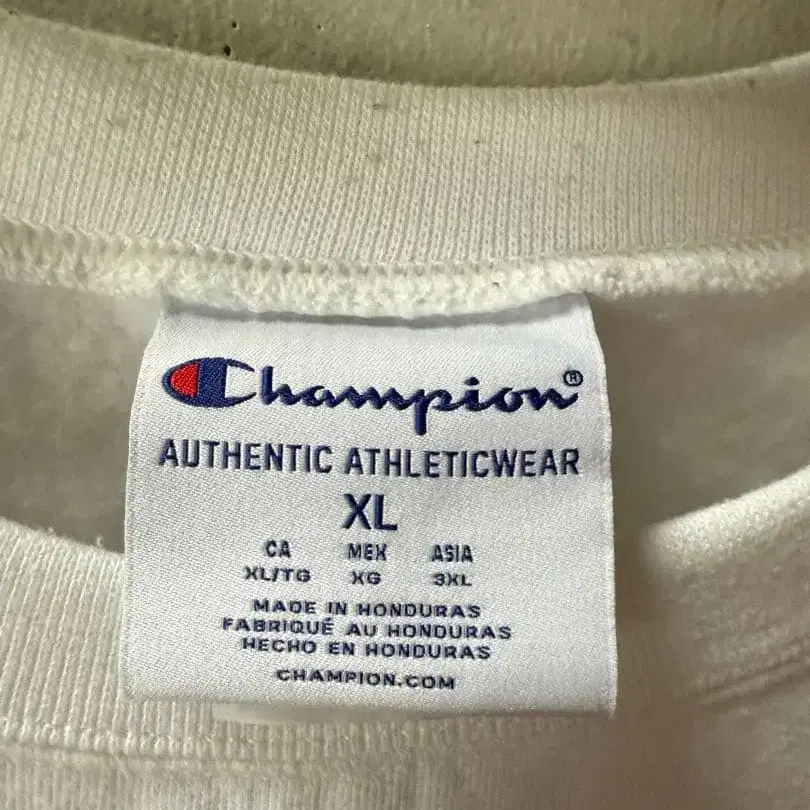 Champion®
AUTHENTIC ATHLETICWEAR
XL
CA MEX ASIA
XL/TG XG 3XL
MADE IN HONDURAS
FABRIQUÉ AU HONDURAS
HECHO EN HONDURAS
CHAMPION.COM